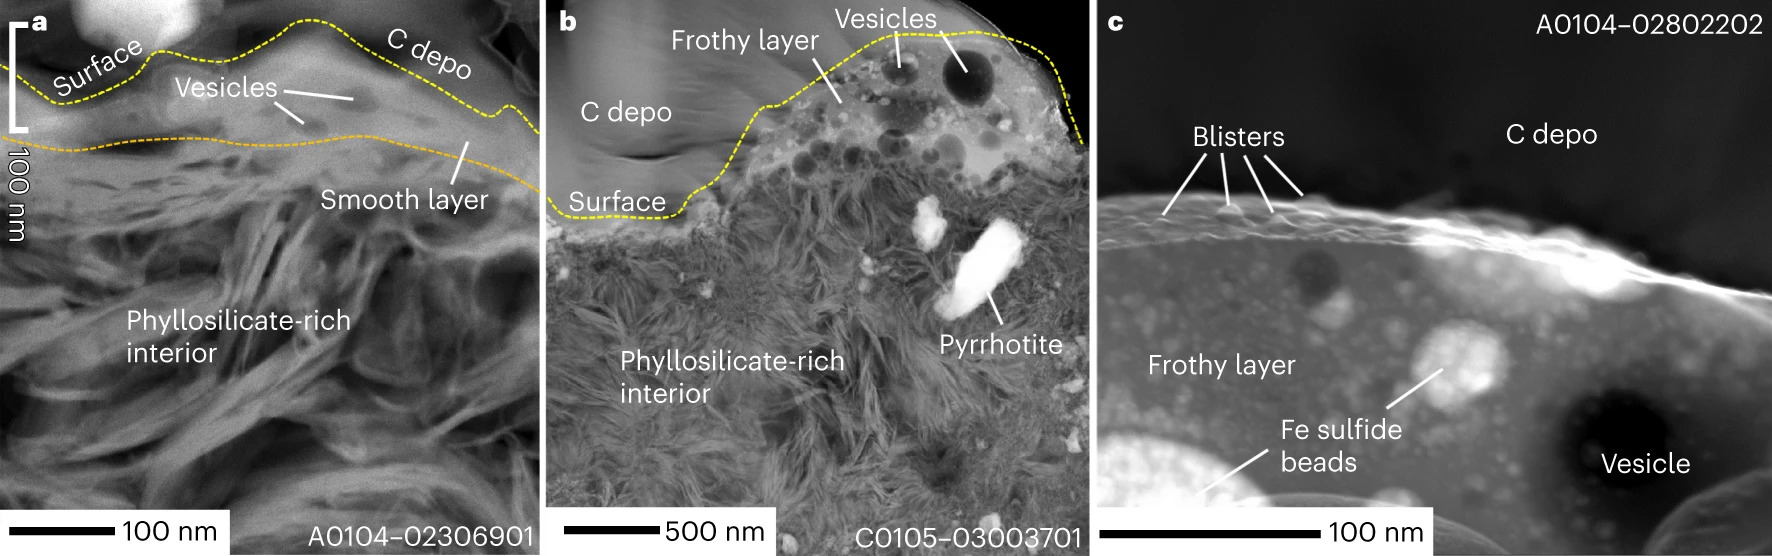 a
Surface
C depo
Vesicles
100 nm
Smooth layer
Phyllosilicate-rich
interior
100 nm
A0104–02306901
b
Vesicles
Frothy layer
C depo
Surface
Pyrrhotite
Phyllosilicate-rich
interior
500 nm
C0105–03003701
c
A0104–02802202
Blisters
C depo
Frothy layer
Fe sulfide
beads
Vesicle
100 nm